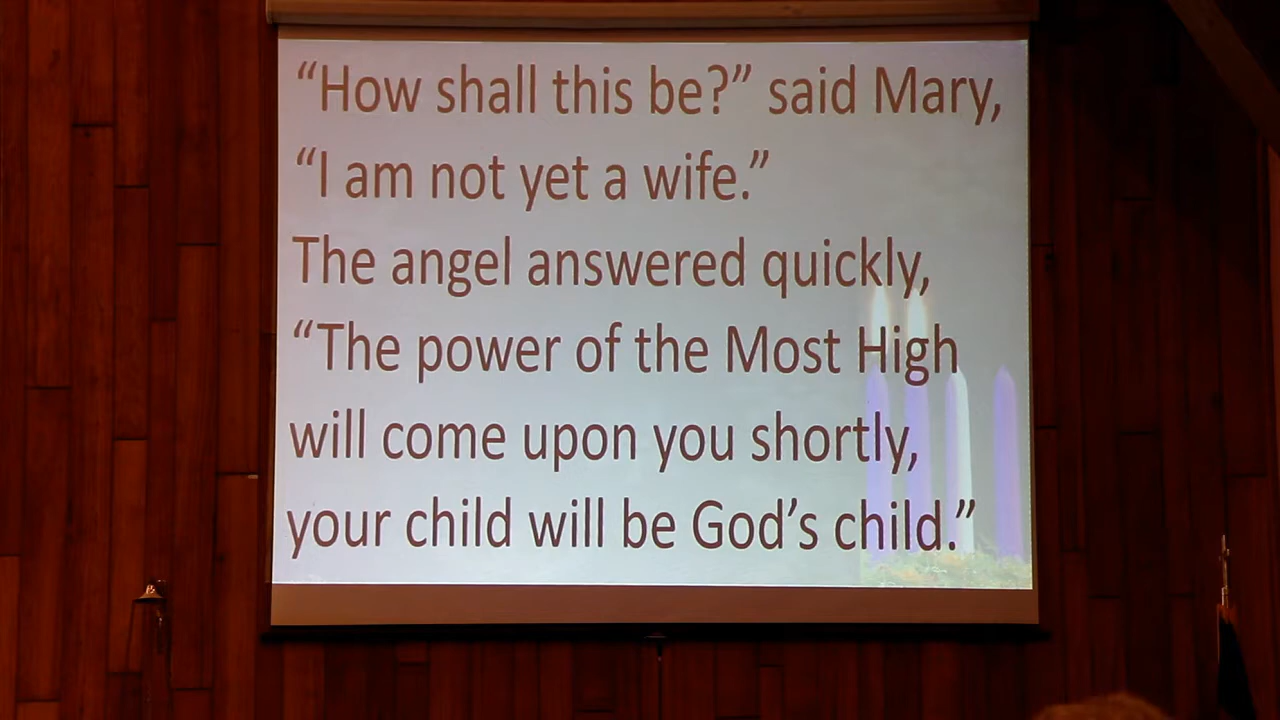 “How shall this be?” said Mary,
“I am not yet a wife.”
The angel answered quickly,
“The power of the Most High
will come upon you shortly,
your child will be God’s child.”